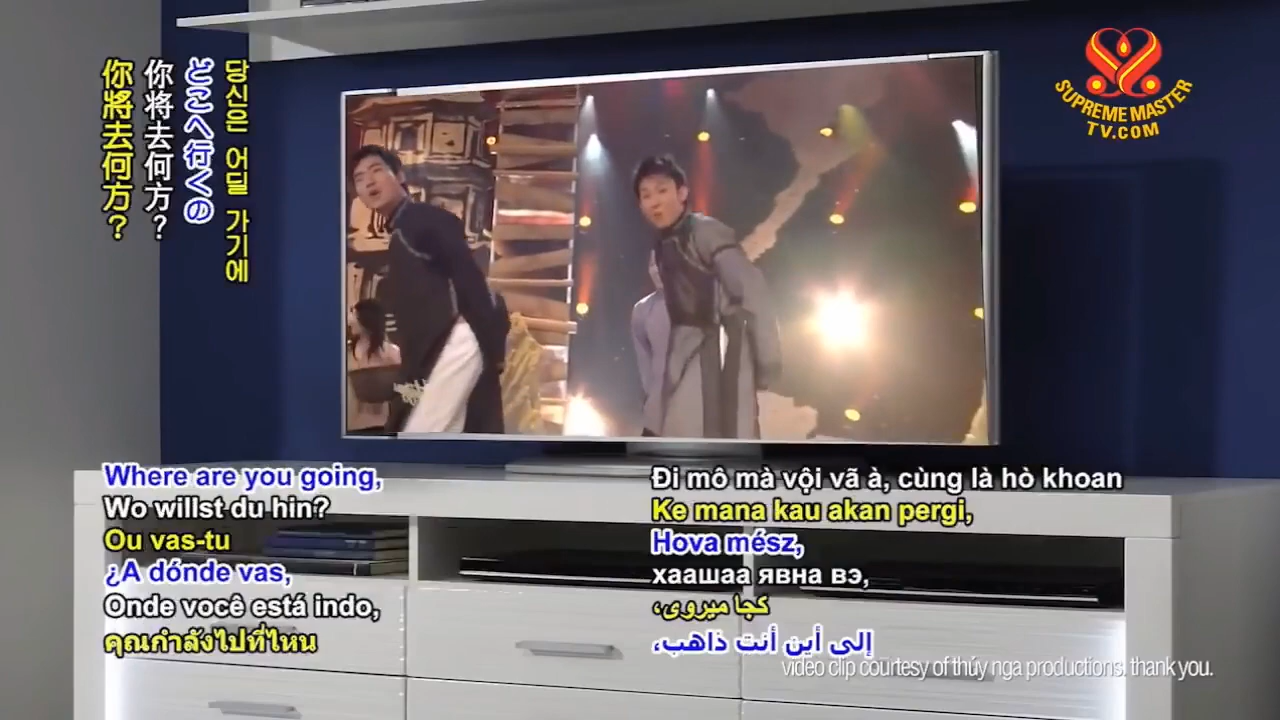 SUPREME MASTER
TV.COM
당신은 어딜 가기에
どこへ行くの
你将去何方?
你將去何方?
Where are you going,
Wo willst du hin?
Ou vas-tu
¿A dónde vas,
Onde você está indo,
คุณกำลังไปที่ไหน
Đi mô mà vội vã à, cùng là hò khoan
Ke mana kau akan pergi,
Hova mész,
хаашаа явна вэ,
کجا میروی،
إلى أين أنت ذاهب،
video clip courtesy of thúy nga productions. thank you.